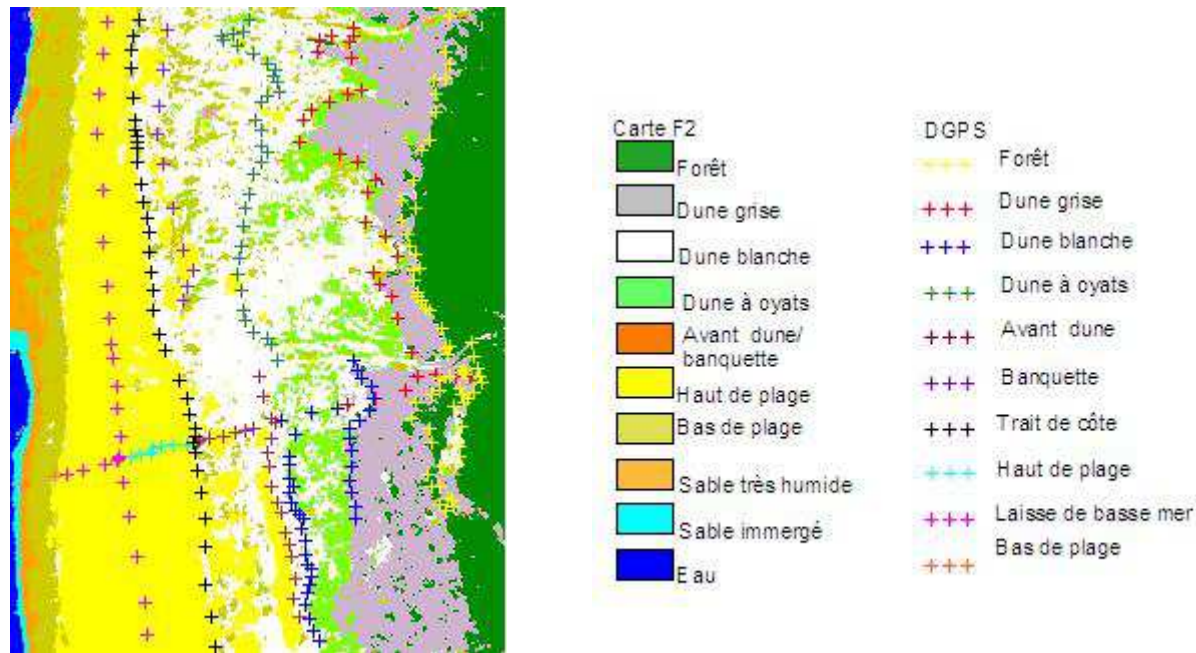 Carte F2
Forêt
Dune grise
Dune blanche
Dune à oyats
Avant dune/
banquette
Haut de plage
Bas de plage
Sable très humide
Sable immergé
Eau
DGPS
Forêt
Dune grise
Dune blanche
Dune à oyats
Avant dune
Banquette
Trait de côte
Haut de plage
Laisse de basse mer
Bas de plage